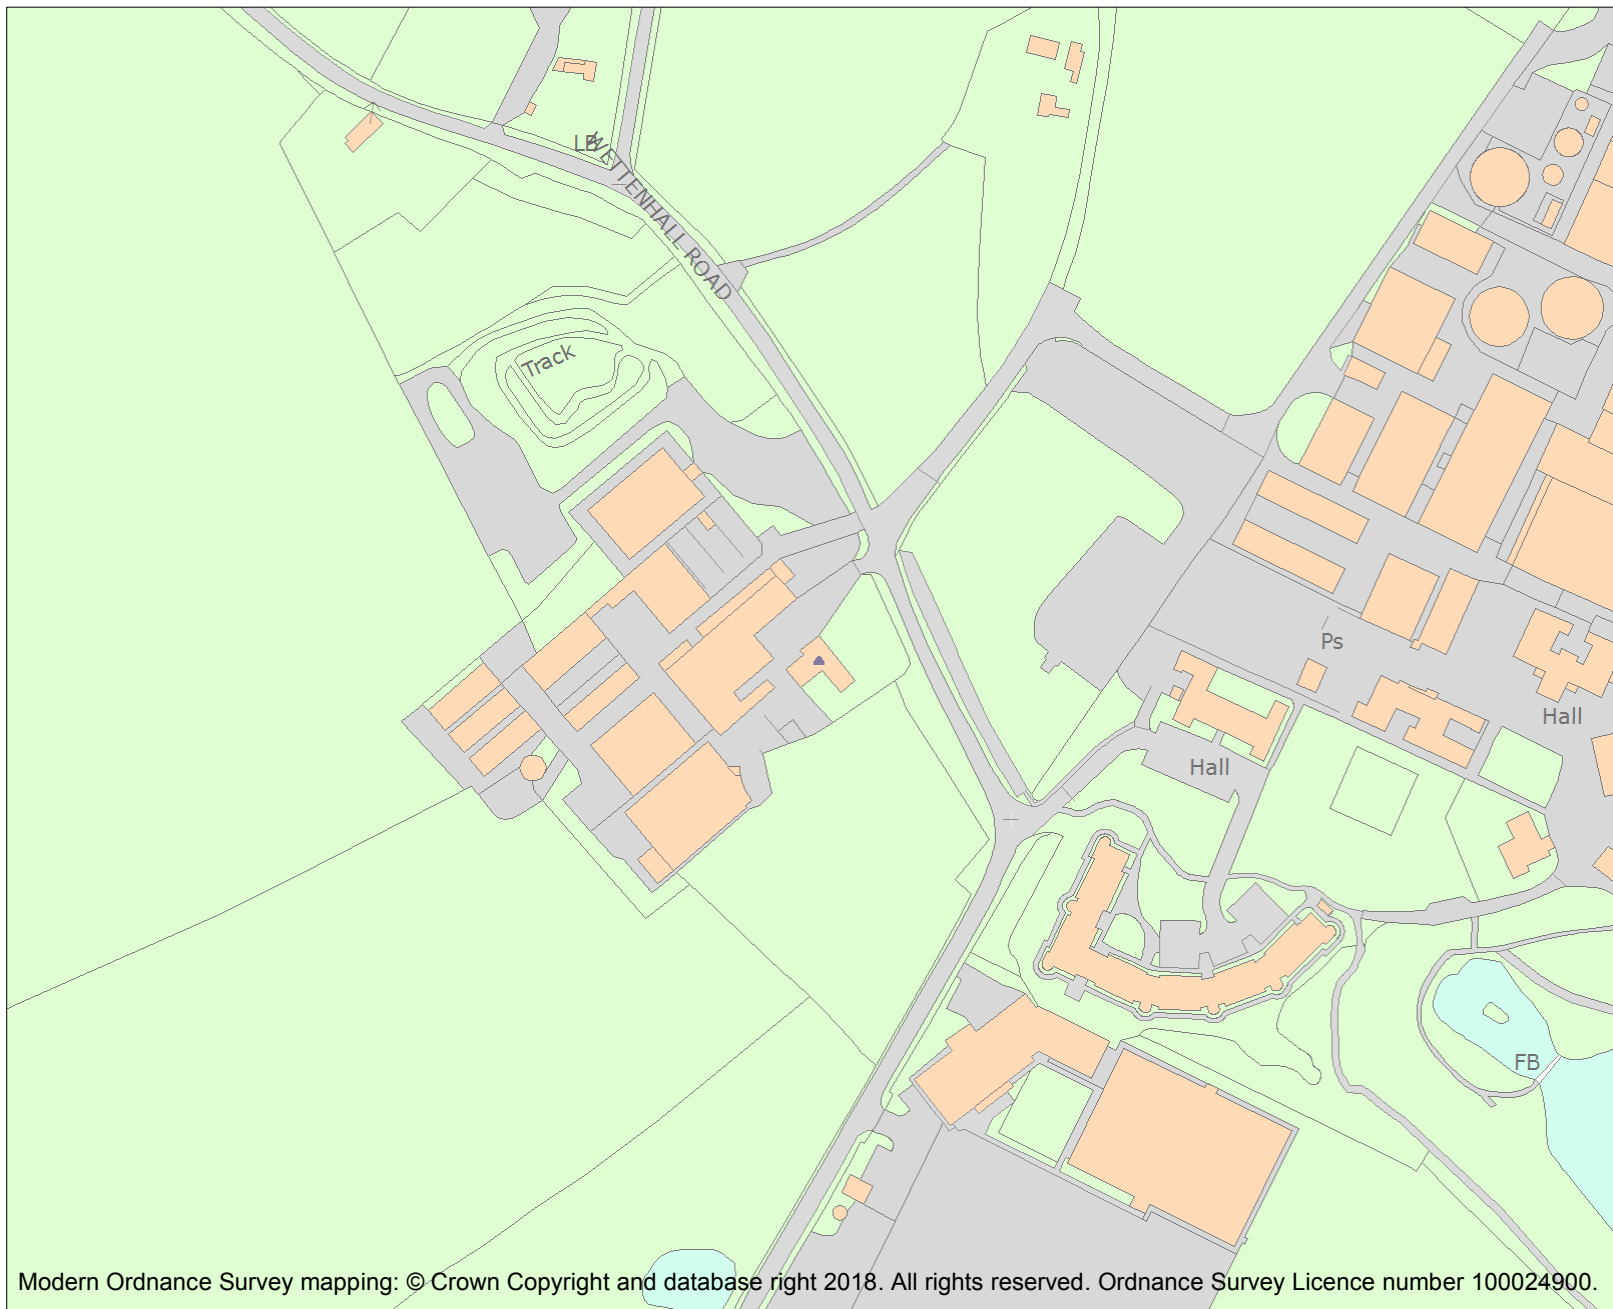 LB
WETTENHALL ROAD
Track
Ps
Hall
Hall
FB
Modern Ordnance Survey mapping: © Crown Copyright and database right 2018. All rights reserved. Ordnance Survey Licence number 100024900.